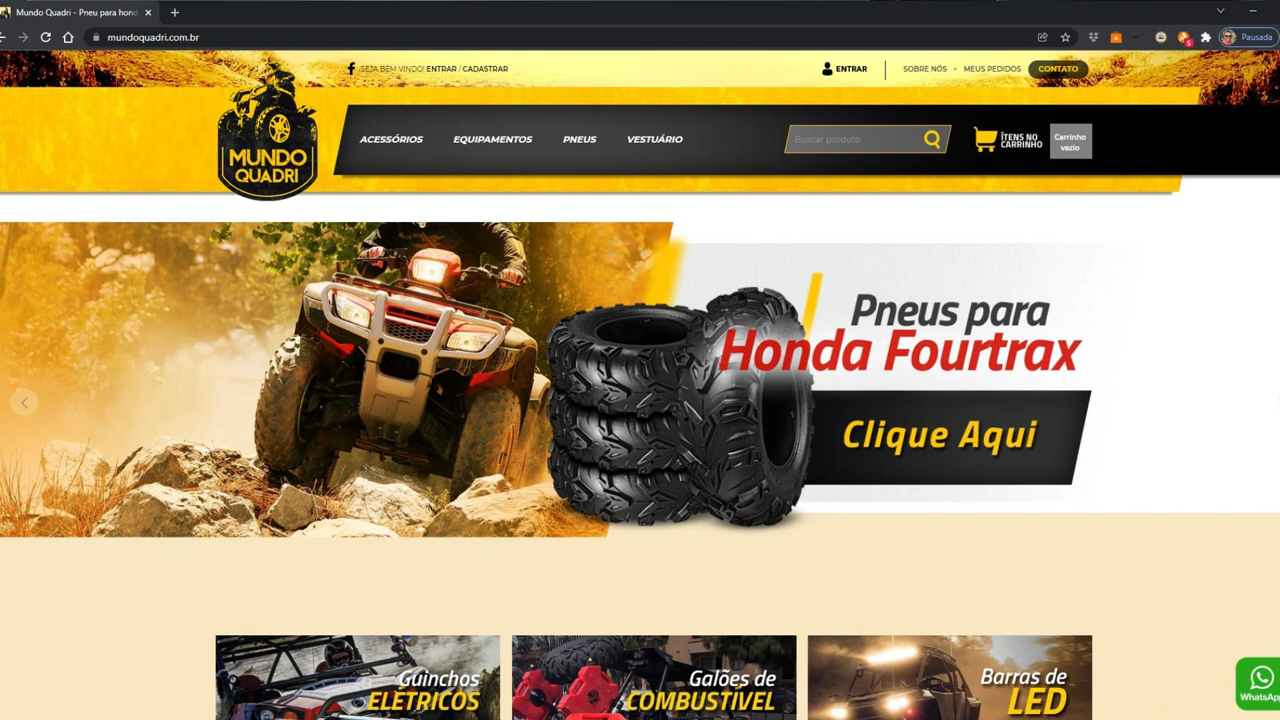 Mundo Quadri - Pneu para hond
mundoquadri.com.br
5
Pausada
SEJA BEM VINDO! ENTRAR / CADASTRAR
ENTRAR
SOBRE NÓS
MEUS PEDIDOS
CONTATO
MUNDO
QUADRI
ACESSÓRIOS
EQUIPAMENTOS
PNEUS
VESTUÁRIO
Buscar produto
ÍTENS NO
CARRINHO
Carrinho
vazio
Pneus para
Honda Fourtrax
Clique Aqui
Guinchos
ELÉTRICOS
Galões de
COMBUSTÍVEL
Barras de
LED
WhatsApp